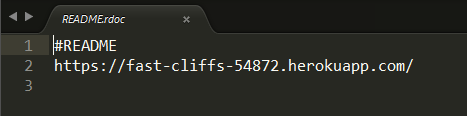 README.rdoc
1 #README
2 https://fast-cliffs-54872.herokuapp.com/
3